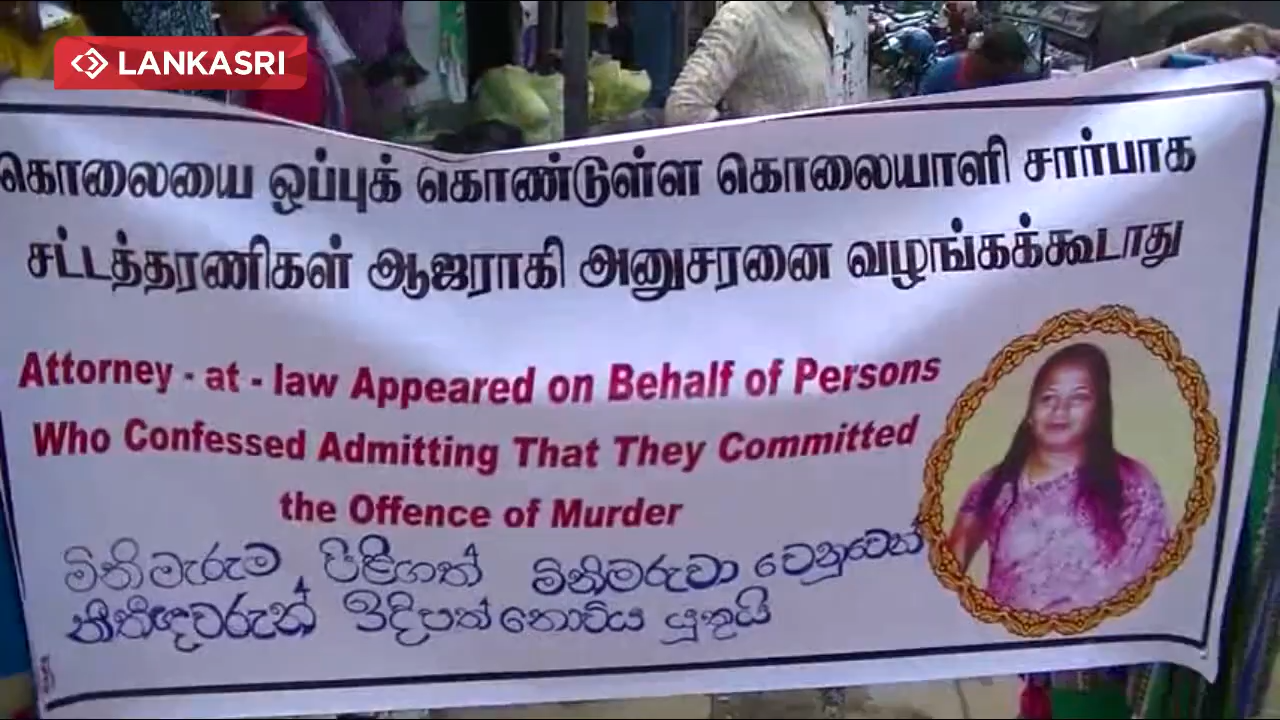 LANKASRI
கொலையை ஒப்புக் கொண்டுள்ள கொலையாளி சார்பாக
சட்டத்தரணிகள் ஆஜராகி அனுசரனை வழங்கக்கூடாது
Attorney - at - law Appeared on Behalf of Persons
Who Confessed Admitting That They Committed
the Offence of Murder
මිනිමැරුම පිළිගත් මිනිමරුවා වෙනුවෙන්
නීතිඥවරුන් ඉදිපත් නොවිය යුතුයි